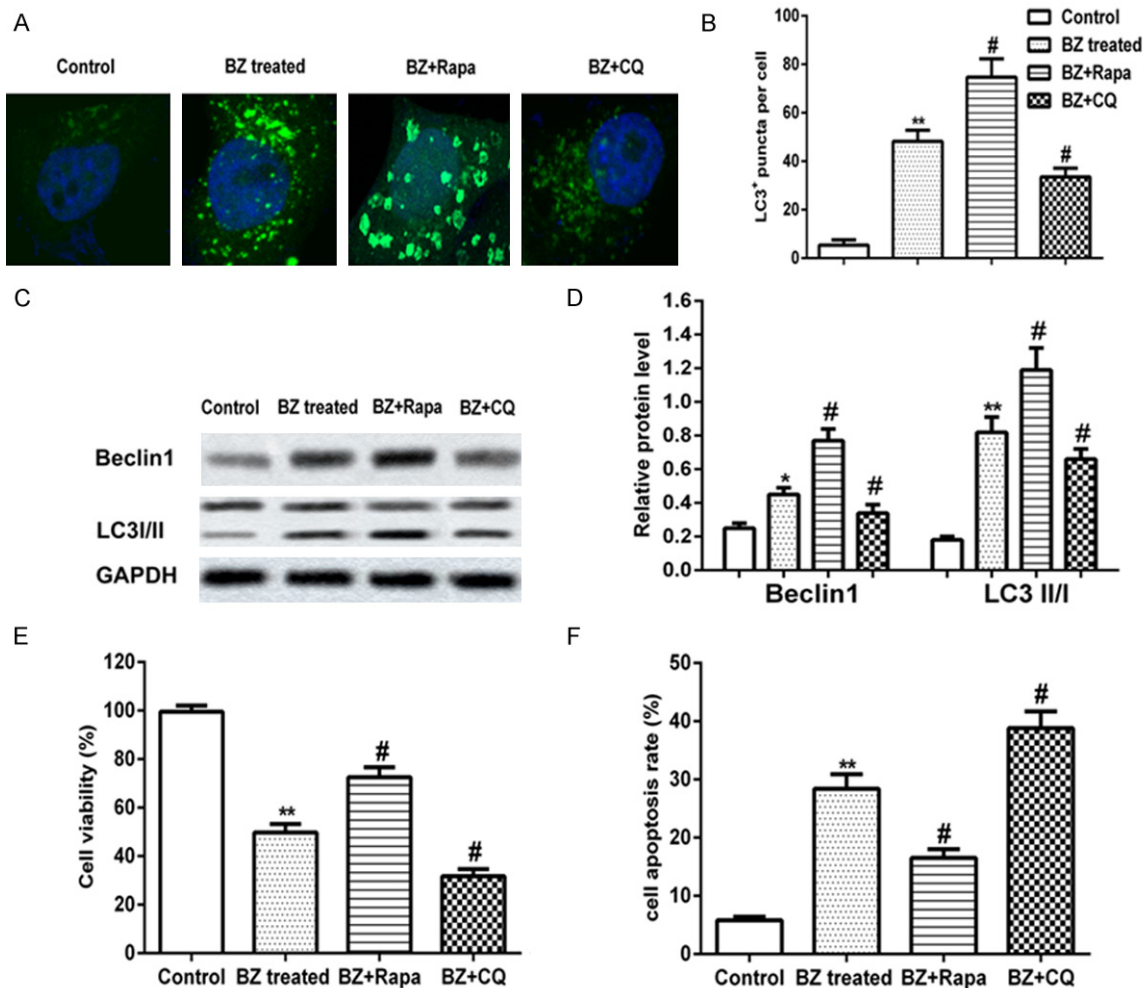 A
Control BZ treated BZ+Rapa BZ+CQ
B
Control
BZ treated
BZ+Rapa
BZ+CQ
LC3⁺ puncta per cell
100
80
60
40
20
0
**
#
#
C
Control BZ treated BZ+Rapa BZ+CQ
Beclin1
LC3I/II
GAPDH
D
Relative protein level
1.6
1.4
1.2
1.0
0.8
0.6
0.4
0.2
0.0
*
#
#
**
#
#
Beclin1 LC3 II/I
E
Cell viability (%)
120
100
80
60
40
20
0
**
#
#
Control BZ treated BZ+Rapa BZ+CQ
F
cell apoptosis rate (%)
50
40
30
20
10
0
**
#
#
Control BZ treated BZ+Rapa BZ+CQ